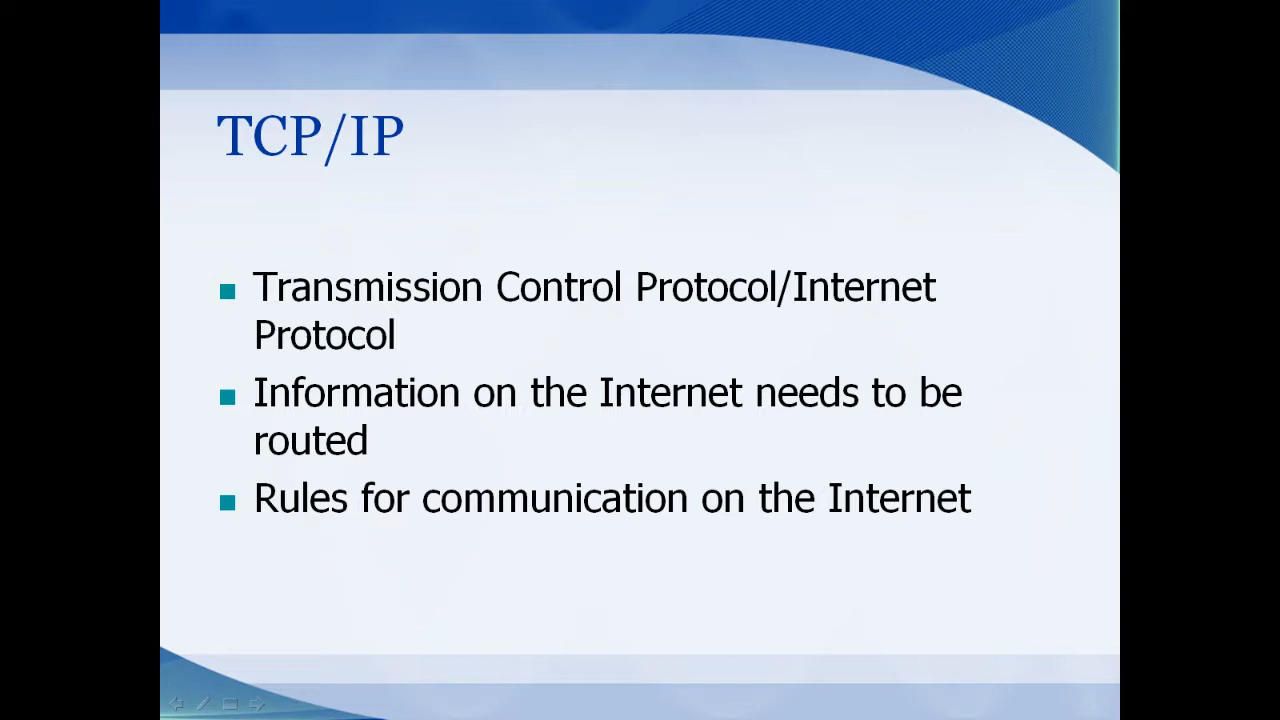 TCP/IP
Transmission Control Protocol/Internet
Protocol
Information on the Internet needs to be
routed
Rules for communication on the Internet